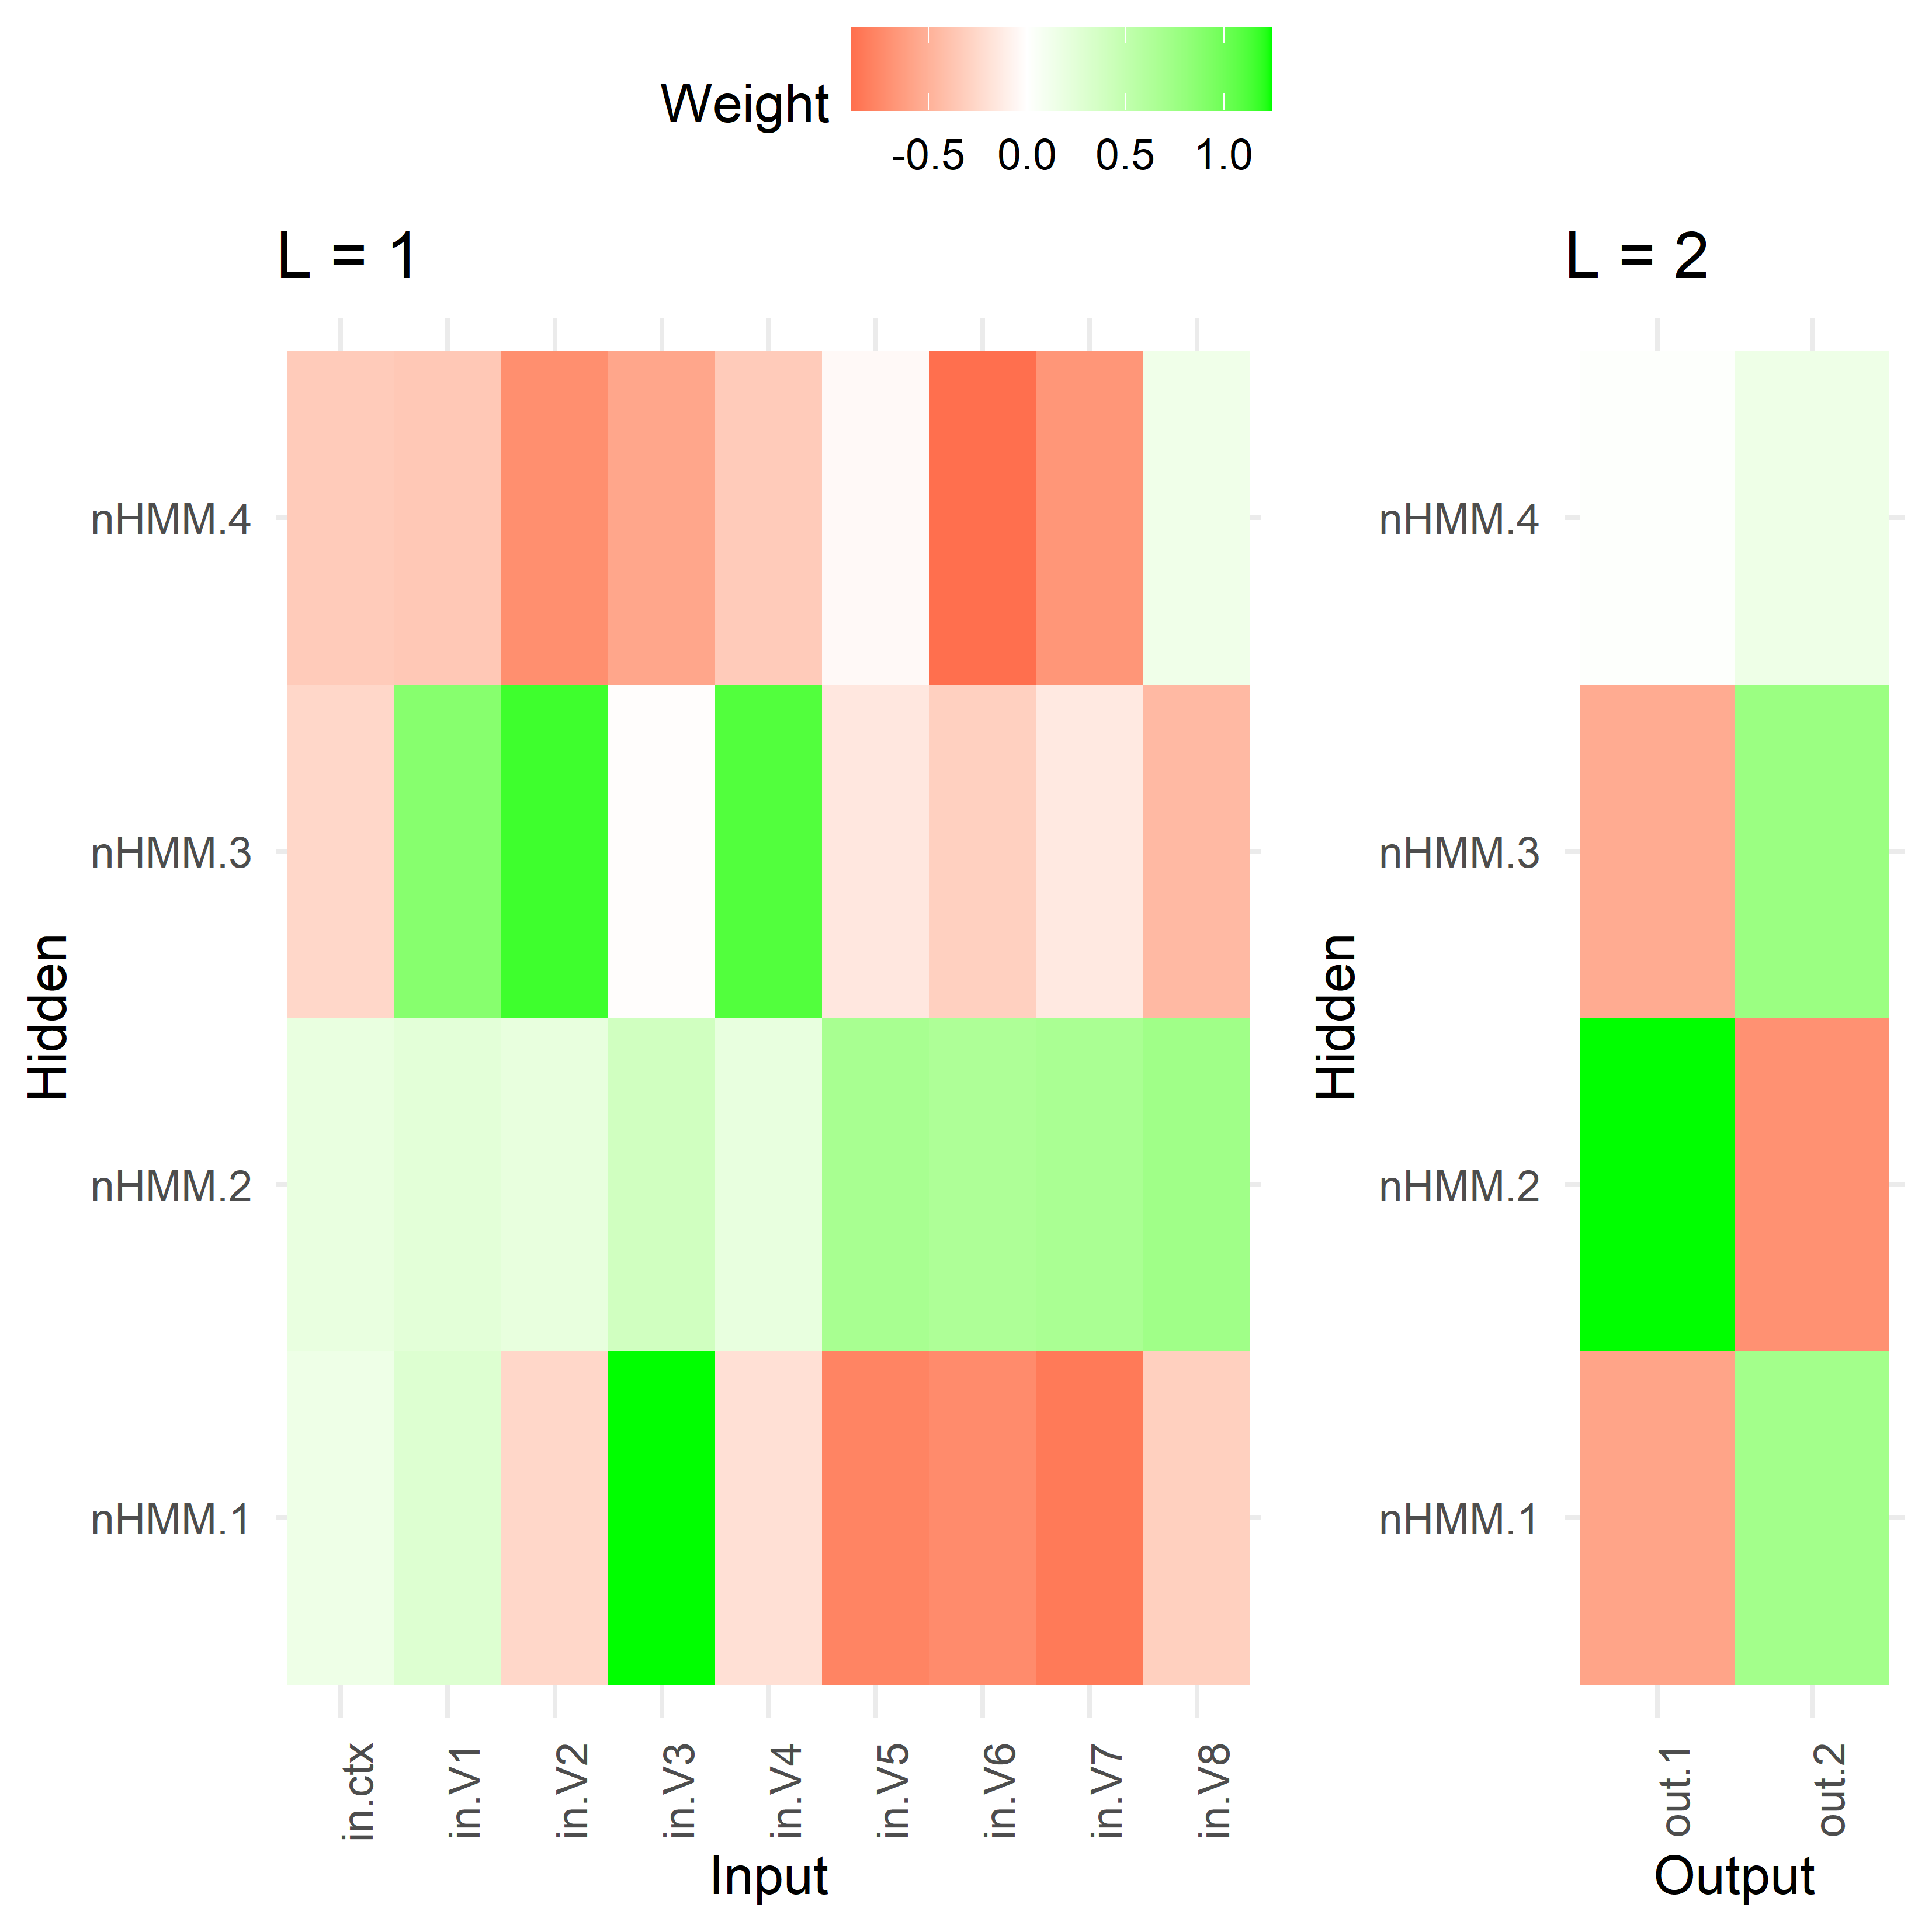 Weight
-0.5 0.0 0.5 1.0
L = 1
L = 2
nHMM.4
nHMM.3
nHMM.2
nHMM.1
Hidden
in.ctx in.V1 in.V2 in.V3 in.V4 in.V5 in.V6 in.V7 in.V8
Input
nHMM.4
nHMM.3
nHMM.2
nHMM.1
Hidden
out.1 out.2
Output